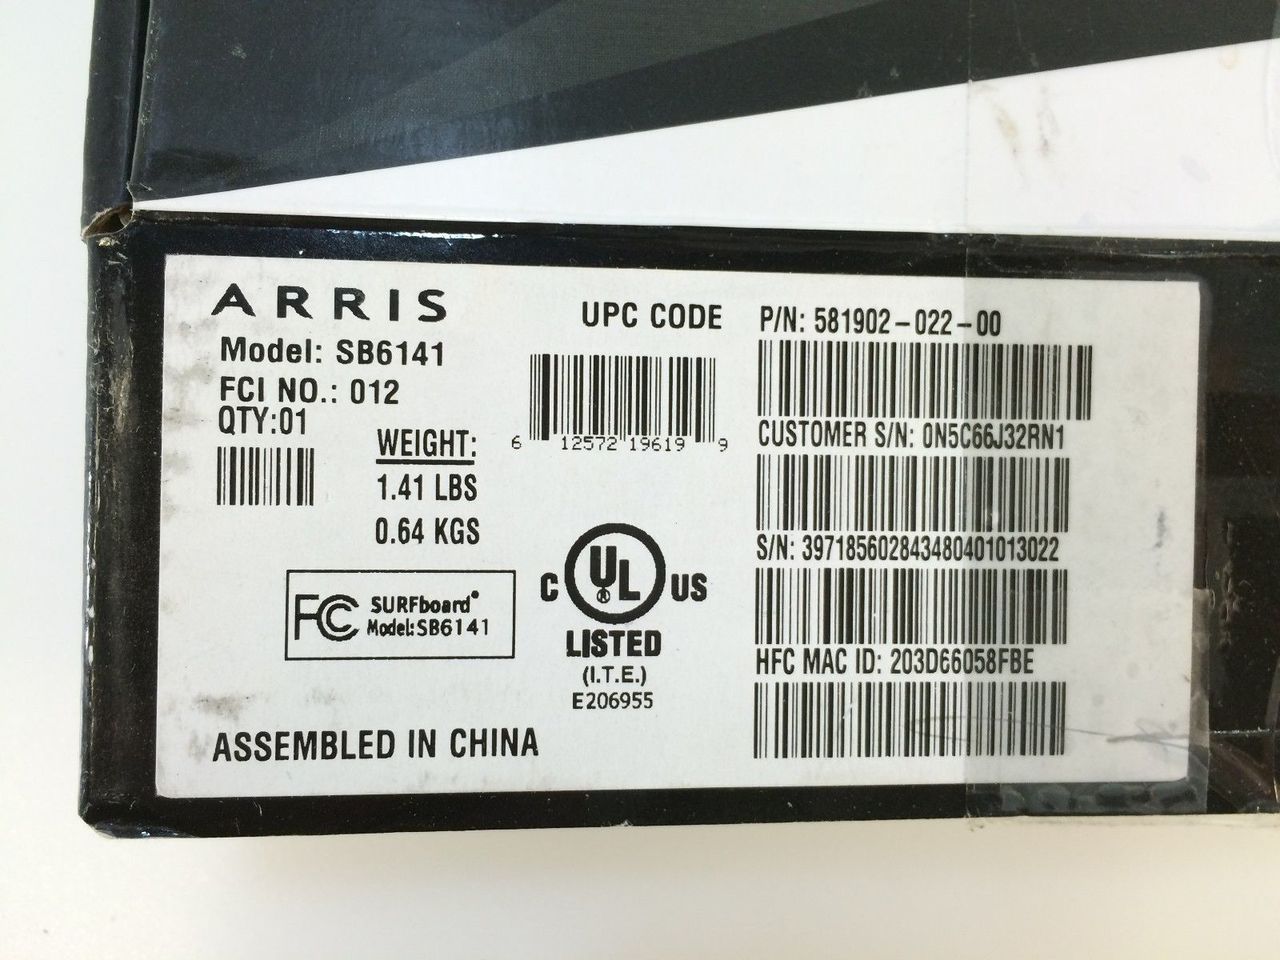 ARRIS
Model: SB6141
FCI NO.: 012
QTY:01
WEIGHT:
1.41 LBS
0.64 KGS
FC SURFboard®
Model:SB6141
ASSEMBLED IN CHINA
UPC CODE
6 12572 19619 9
C UL® US
LISTED
(I.T.E.)
E206955
P/N: 581902-022-00
CUSTOMER S/N: 0N5C66J32RN1
S/N: 397185602843480401013022
HFC MAC ID: 203D66058FBE